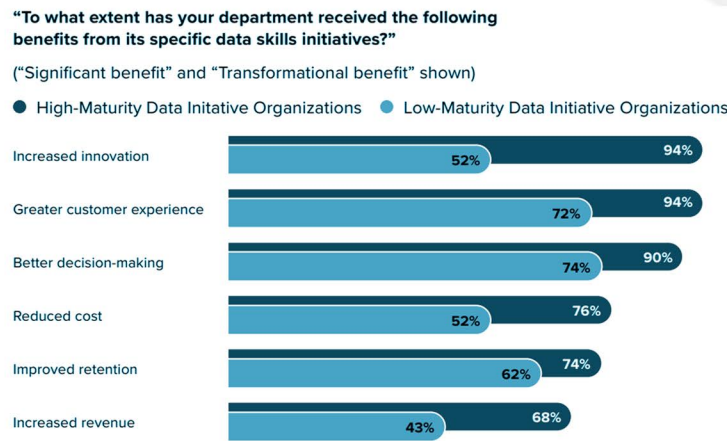 “To what extent has your department received the following
benefits from its specific data skills initiatives?”
(“Significant benefit” and “Transformational benefit” shown)
High-Maturity Data Initative Organizations Low-Maturity Data Initiative Organizations
Increased innovation 52% 94%
Greater customer experience 72% 94%
Better decision-making 74% 90%
Reduced cost 52% 76%
Improved retention 62% 74%
Increased revenue 43% 68%